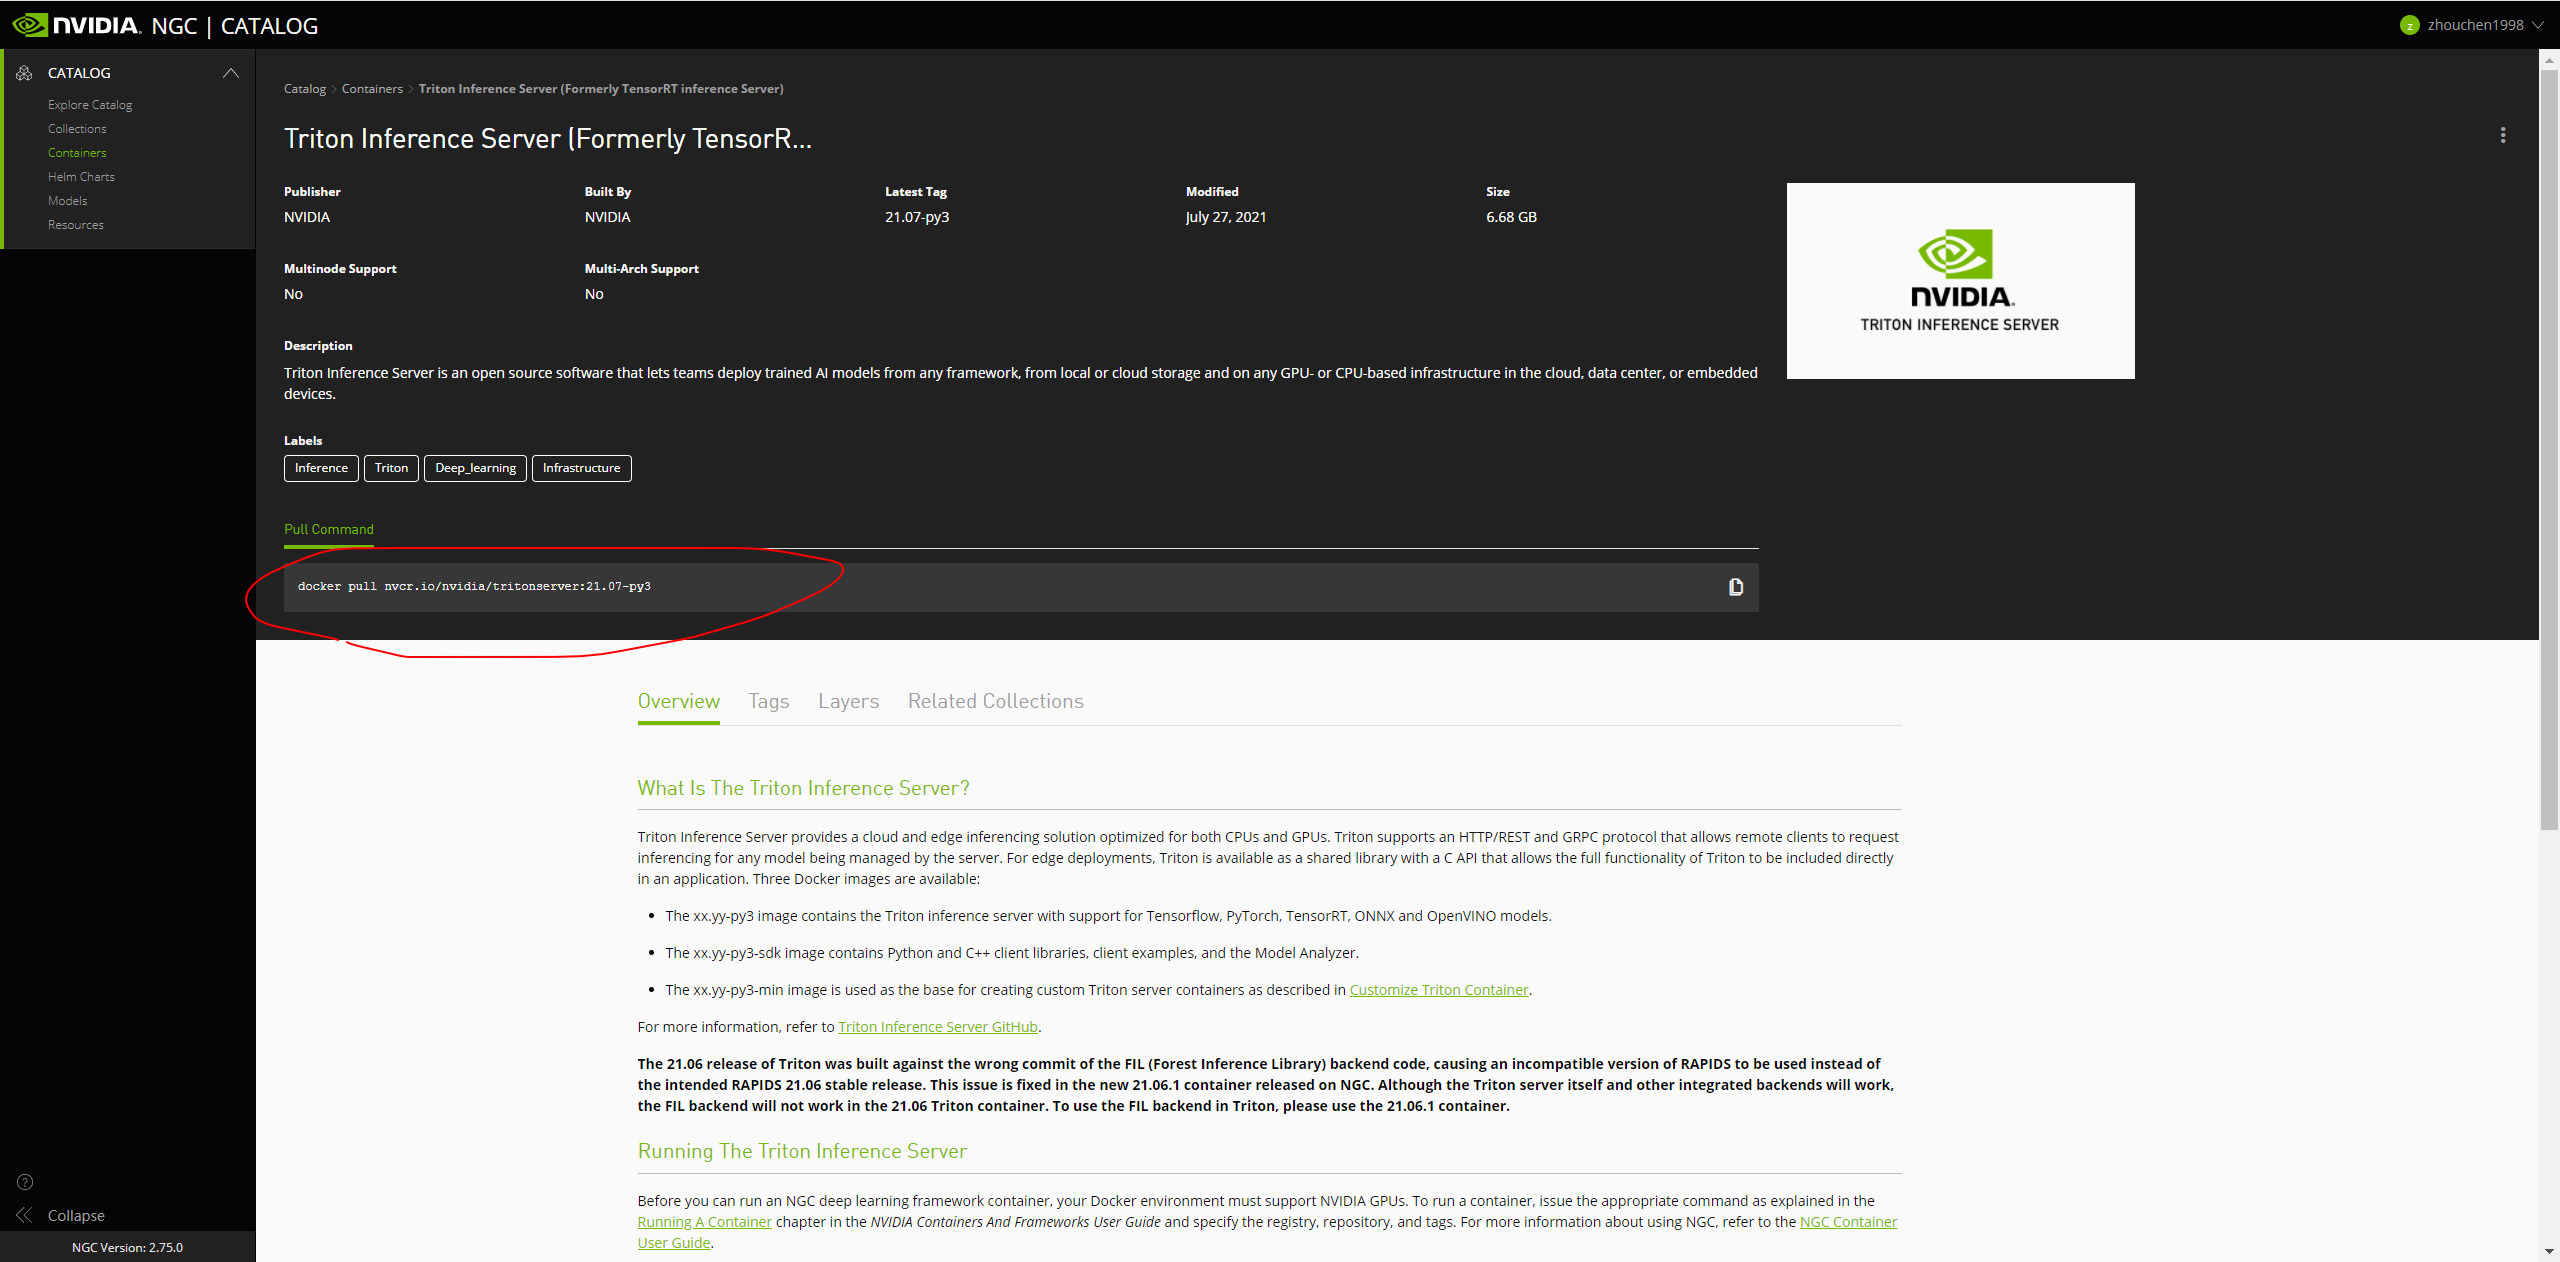 NVIDIA. NGC | CATALOG
z zhouchen1998
CATALOG
Explore Catalog
Collections
Containers
Helm Charts
Models
Resources
Catalog > Containers > Triton Inference Server (Formerly TensorRT inference Server)
Triton Inference Server (Formerly TensorR...
Publisher Built By Latest Tag Modified Size
NVIDIA NVIDIA 21.07-py3 July 27, 2021 6.68 GB
Multinode Support Multi-Arch Support
No No
NVIDIA.
TRITON INFERENCE SERVER
Description
Triton Inference Server is an open source software that lets teams deploy trained AI models from any framework, from local or cloud storage and on any GPU- or CPU-based infrastructure in the cloud, data center, or embedded
devices.
Labels
Inference Triton Deep_learning Infrastructure
Pull Command
docker pull nvcr.io/nvidia/tritonserver:21.07-py3
Overview Tags Layers Related Collections
What Is The Triton Inference Server?
Triton Inference Server provides a cloud and edge inferencing solution optimized for both CPUs and GPUs. Triton supports an HTTP/REST and GRPC protocol that allows remote clients to request
inferencing for any model being managed by the server. For edge deployments, Triton is available as a shared library with a C API that allows the full functionality of Triton to be included directly
in an application. Three Docker images are available:
• The xx.yy-py3 image contains the Triton inference server with support for Tensorflow, PyTorch, TensorRT, ONNX and OpenVINO models.
• The xx.yy-py3-sdk image contains Python and C++ client libraries, client examples, and the Model Analyzer.
• The xx.yy-py3-min image is used as the base for creating custom Triton server containers as described in Customize Triton Container.
For more information, refer to Triton Inference Server GitHub.
The 21.06 release of Triton was built against the wrong commit of the FIL (Forest Inference Library) backend code, causing an incompatible version of RAPIDS to be used instead of
the intended RAPIDS 21.06 stable release. This issue is fixed in the new 21.06.1 container released on NGC. Although the Triton server itself and other integrated backends will work,
the FIL backend will not work in the 21.06 Triton container. To use the FIL backend in Triton, please use the 21.06.1 container.
Running The Triton Inference Server
Before you can run an NGC deep learning framework container, your Docker environment must support NVIDIA GPUs. To run a container, issue the appropriate command as explained in the
Running A Container chapter in the NVIDIA Containers And Frameworks User Guide and specify the registry, repository, and tags. For more information about using NGC, refer to the NGC Container
User Guide.
?
Collapse
NGC Version: 2.75.0